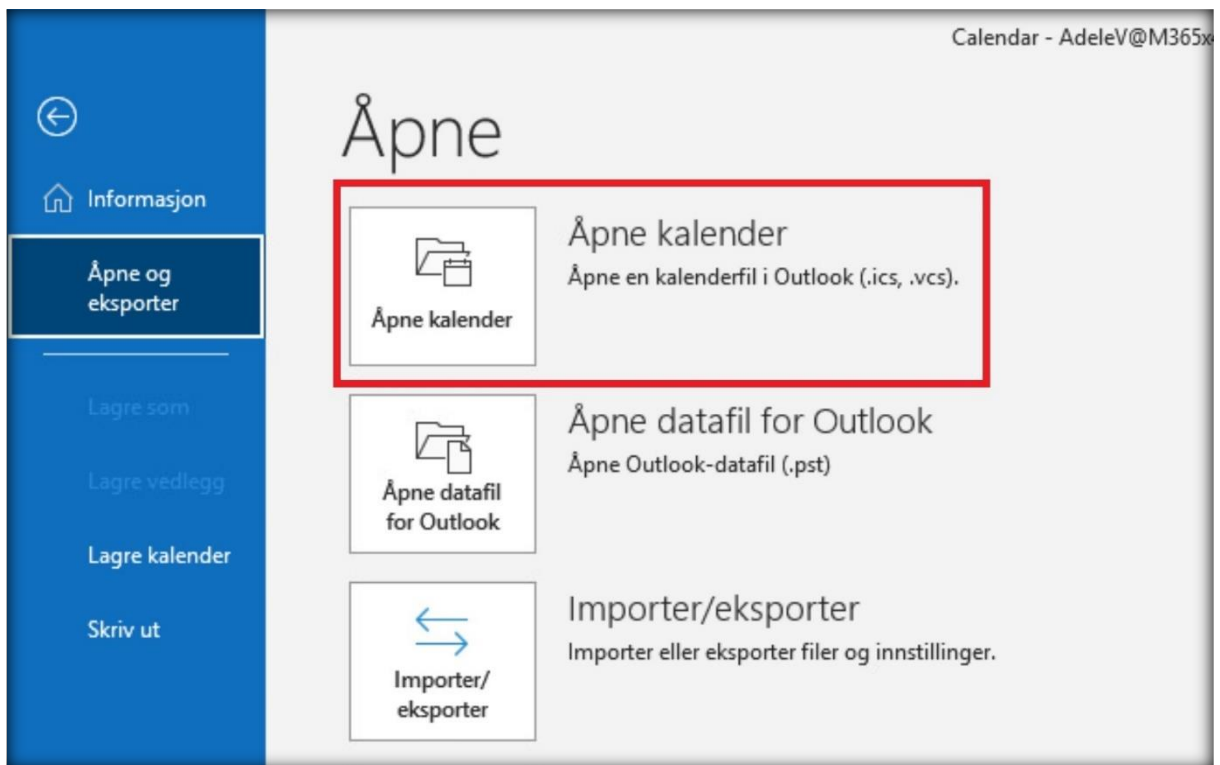 Calendar - AdeleV@M365x
Åpne
Informasjon
Åpne og
eksporter
Lagre som
Lagre vedlegg
Lagre kalender
Skriv ut
Åpne kalender
Åpne kalender
Åpne en kalenderfil i Outlook (.ics, .vcs).
Åpne datafil
for Outlook
Åpne datafil for Outlook
Åpne Outlook-datafil (.pst)
Importer/
eksporter
Importer/eksporter
Importer eller eksporter filer og innstillinger.